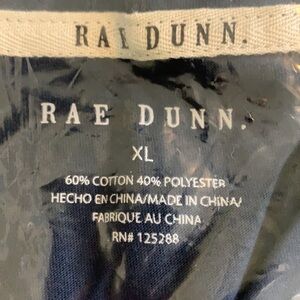 RAE DUNN.
RAE DUNN.
XL
60% COTTON 40% POLYESTER
HECHO EN CHINA/MADE IN CHINA/
FABRIQUE AU CHINA
RN# 125288